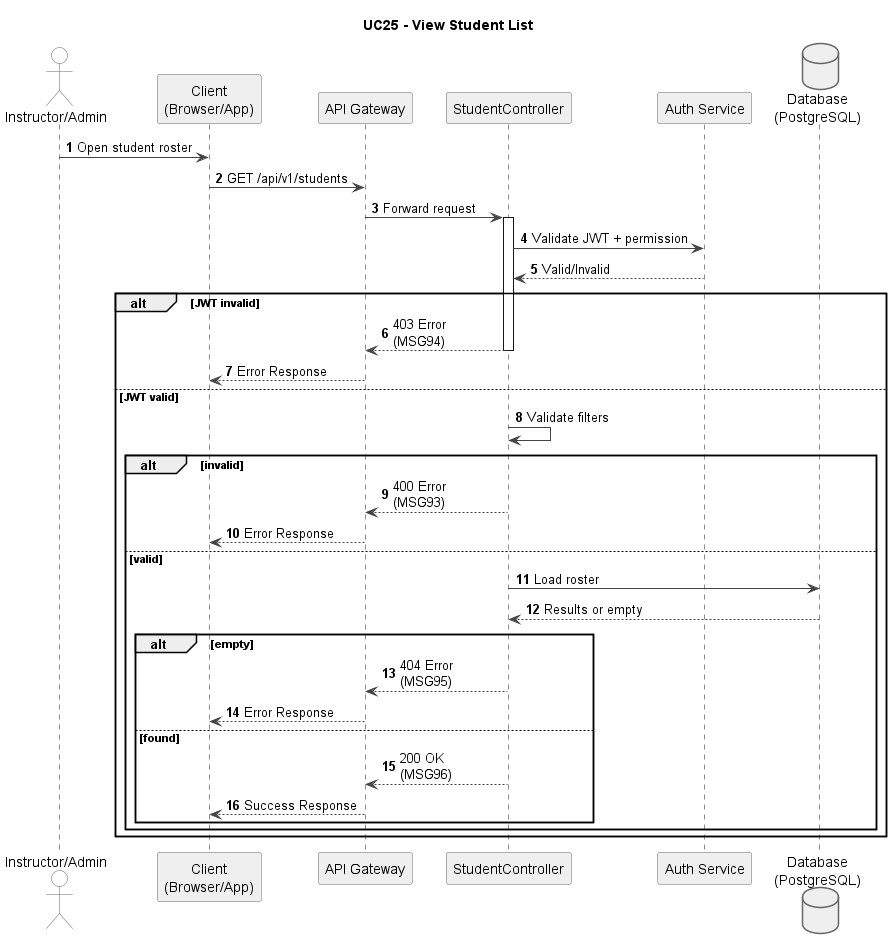 UC25 - View Student List
Instructor/Admin
Client
(Browser/App)
API Gateway
StudentController
Auth Service
Database
(PostgreSQL)
1 Open student roster
2 GET /api/v1/students
3 Forward request
4 Validate JWT + permission
5 Valid/Invalid
alt [JWT invalid]
6 403 Error
(MSG94)
7 Error Response
[JWT valid]
8 Validate filters
alt [invalid]
9 400 Error
(MSG93)
10 Error Response
[valid]
11 Load roster
12 Results or empty
alt [empty]
13 404 Error
(MSG95)
14 Error Response
[found]
15 200 OK
(MSG96)
16 Success Response
Instructor/Admin
Client
(Browser/App)
API Gateway
StudentController
Auth Service
Database
(PostgreSQL)